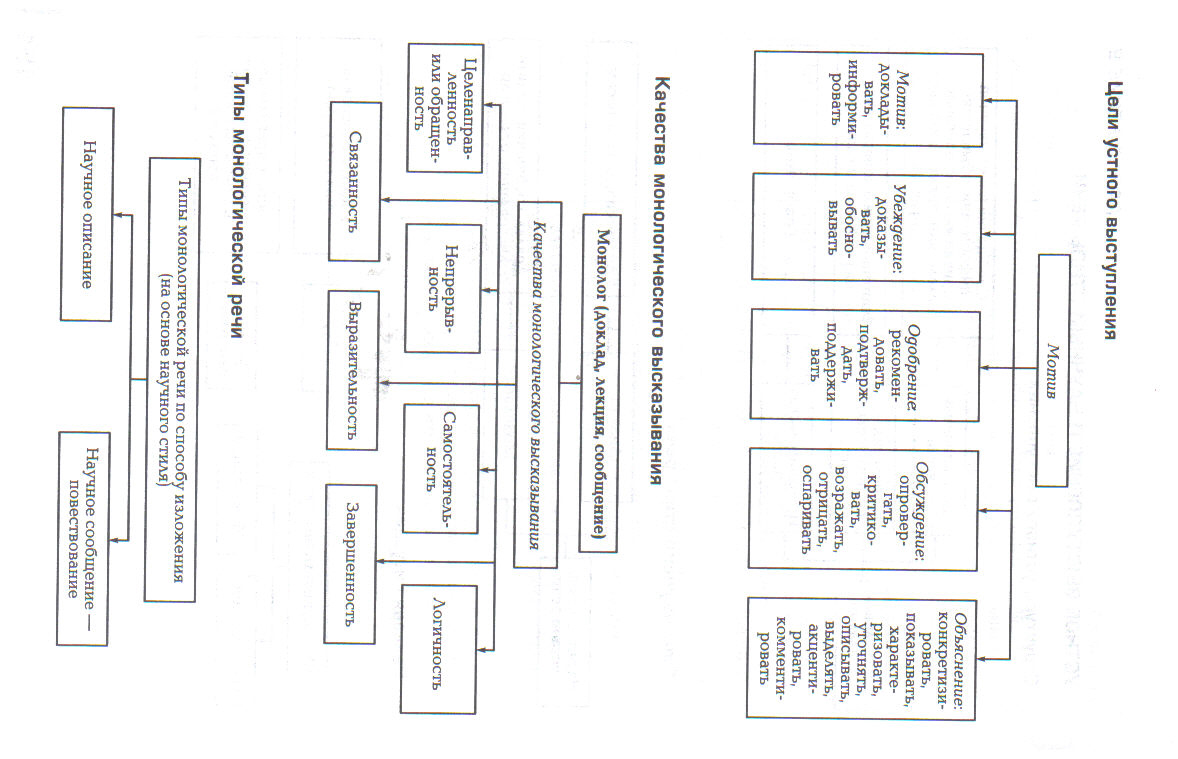 Цели устного выступления
Мотив
Мотив:
доклады-
вать,
информи-
ровать
Убеждение:
доказы-
вать,
обосно-
вывать
Одобрение:
рекомен-
довать,
подтверж-
дать,
поддержи-
вать
Обсуждение:
опровер-
гать,
критико-
вать,
возражать,
отрицать,
оспаривать
Объяснение:
конкретизи-
ровать,
показывать,
характе-
ризовать,
уточнять,
описывать,
выделять,
акценти-
ровать,
комменти-
ровать
Качества монологического высказывания
Монолог (доклад, лекция, сообщение)
Качества монологического высказывания
Целенаправ-
ленность
или обращен-
ность
Непрерыв-
ность
Самостоятель-
ность
Логичность
Связанность
Выразительность
Завершенность
Типы монологической речи
Типы монологической речи по способу изложения
(на основе научного стиля)
Научное описание
Научное сообщение —
повествование